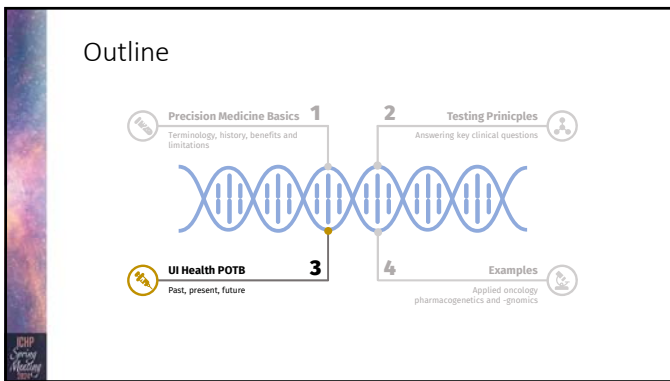 Outline
Precision Medicine Basics 1
Terminology, history, benefits and
limitations
2 Testing Prinicples
Answering key clinical questions
UI Health POTB 3
Past, present, future
4 Examples
Applied oncology
pharmacogenetics and -gnomics
ICHP
Spring
Meeting
2024